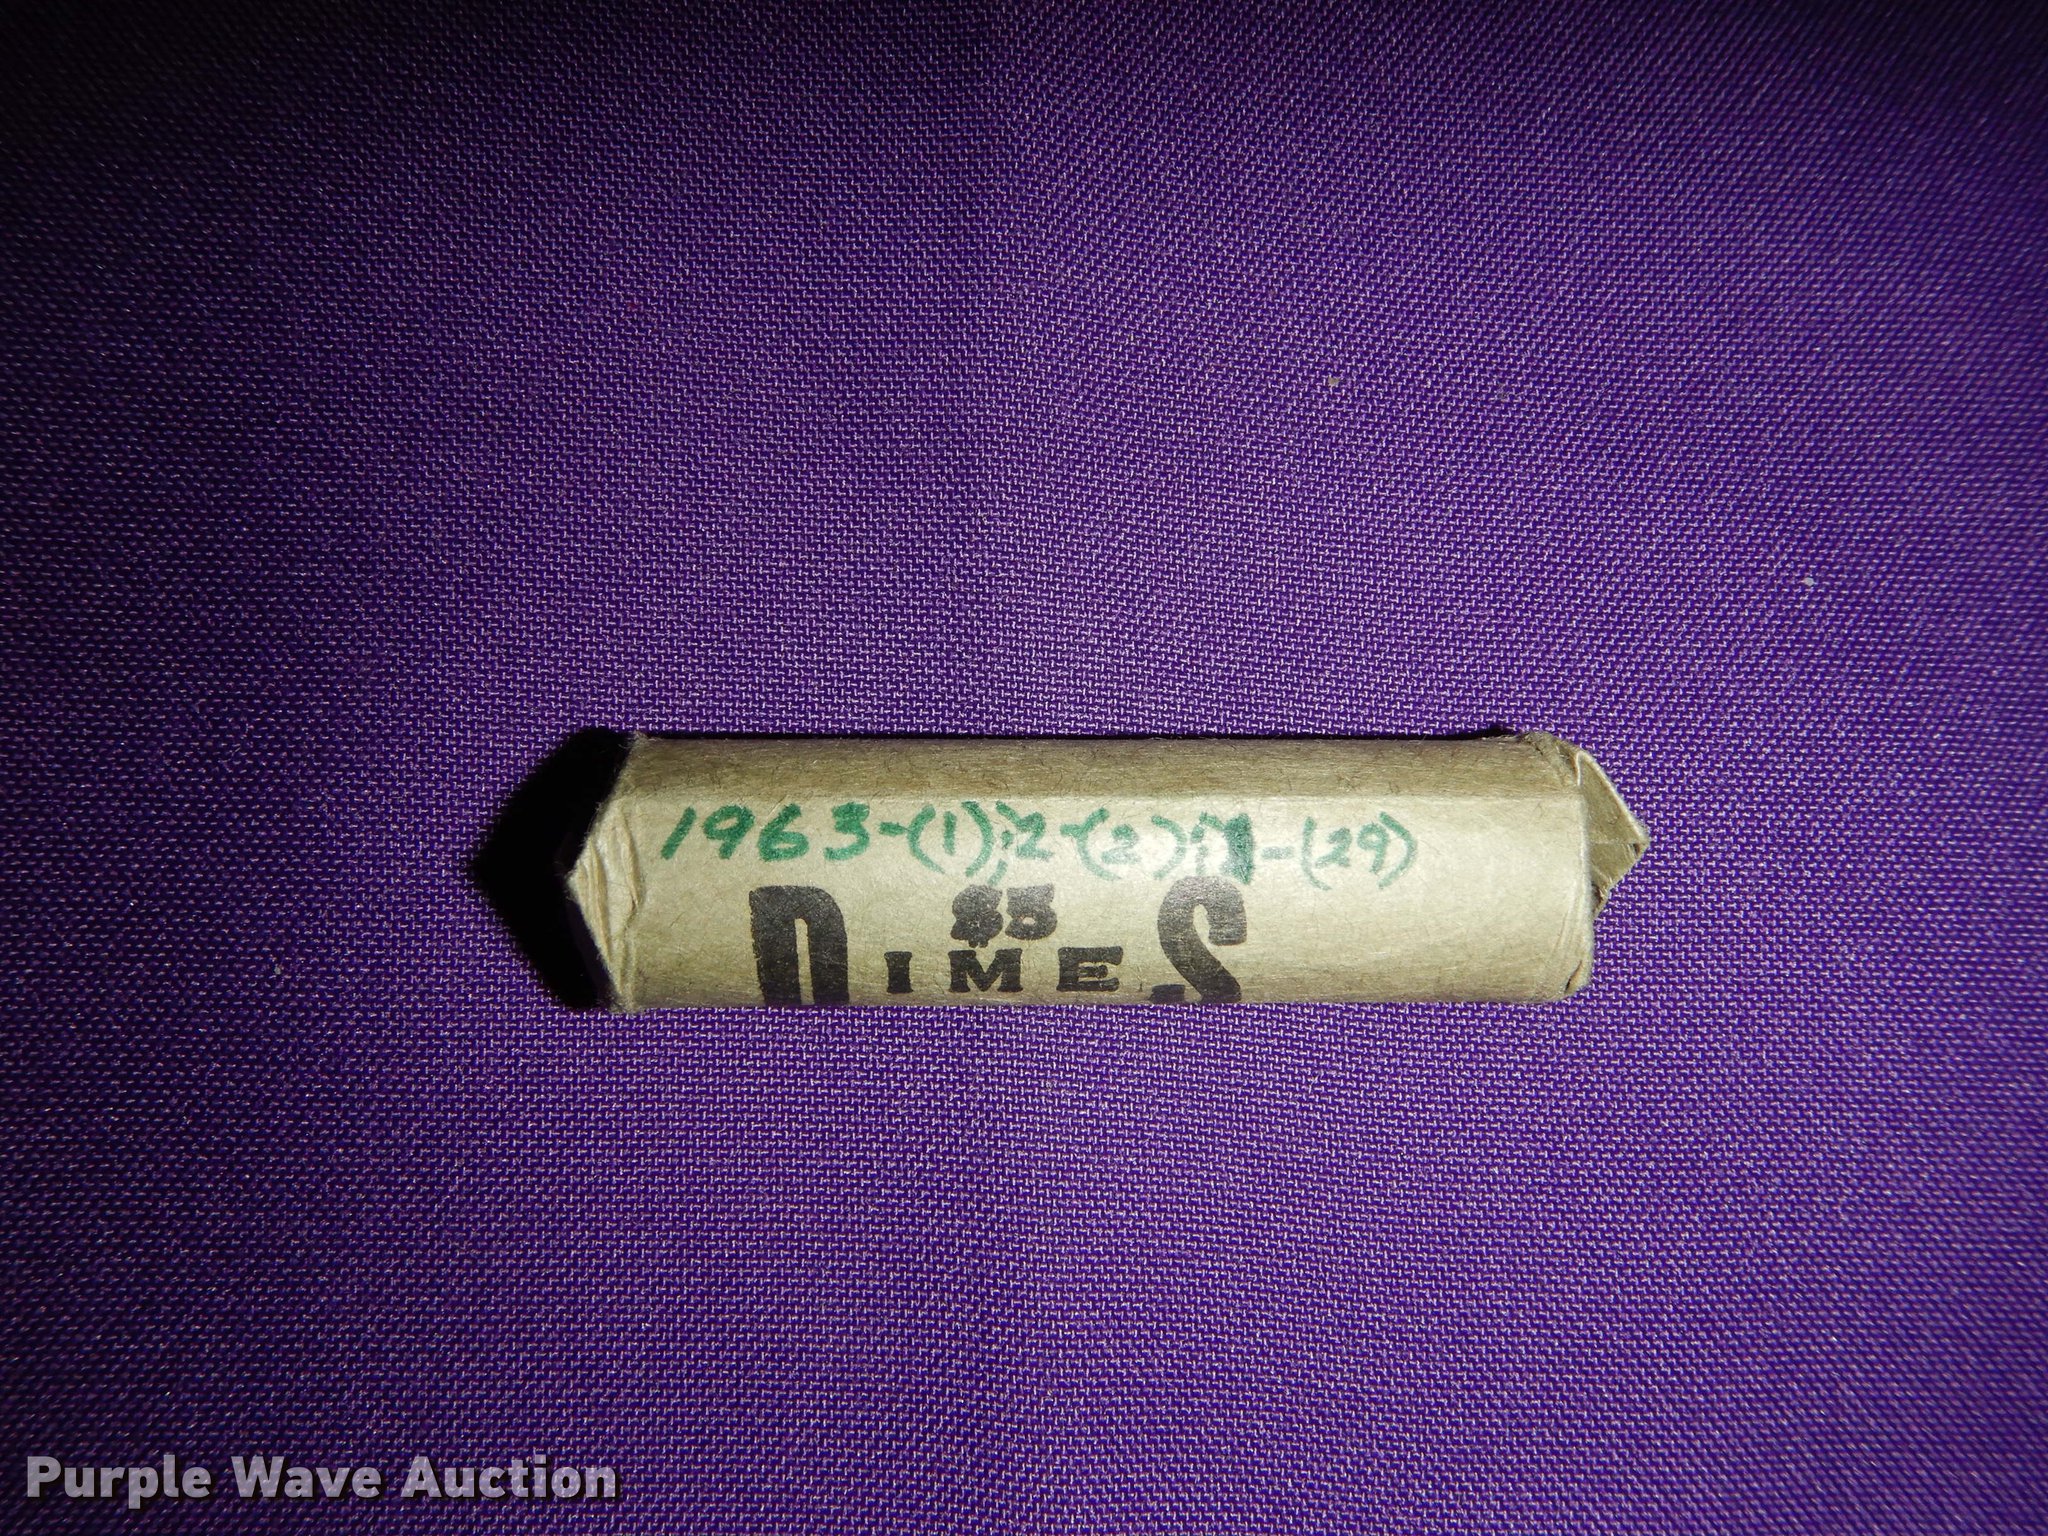 1963-(1); '2-(2); '1-(29)
$5
DIMES
Purple Wave Auction